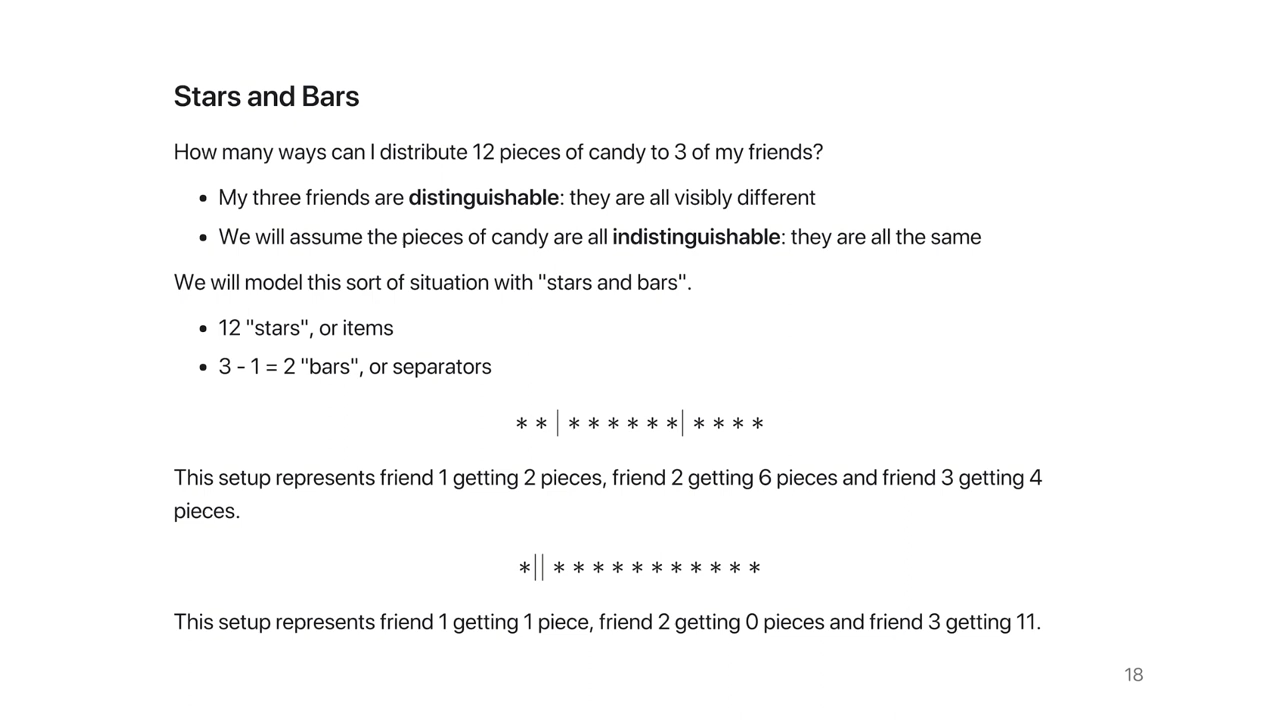 Stars and Bars
How many ways can I distribute 12 pieces of candy to 3 of my friends?
• My three friends are distinguishable: they are all visibly different
• We will assume the pieces of candy are all indistinguishable: they are all the same
We will model this sort of situation with "stars and bars".
• 12 "stars", or items
• 3 - 1 = 2 "bars", or separators
* * | * * * * * * | * * * *
This setup represents friend 1 getting 2 pieces, friend 2 getting 6 pieces and friend 3 getting 4
pieces.
* || * * * * * * * * * * *
This setup represents friend 1 getting 1 piece, friend 2 getting 0 pieces and friend 3 getting 11.
18